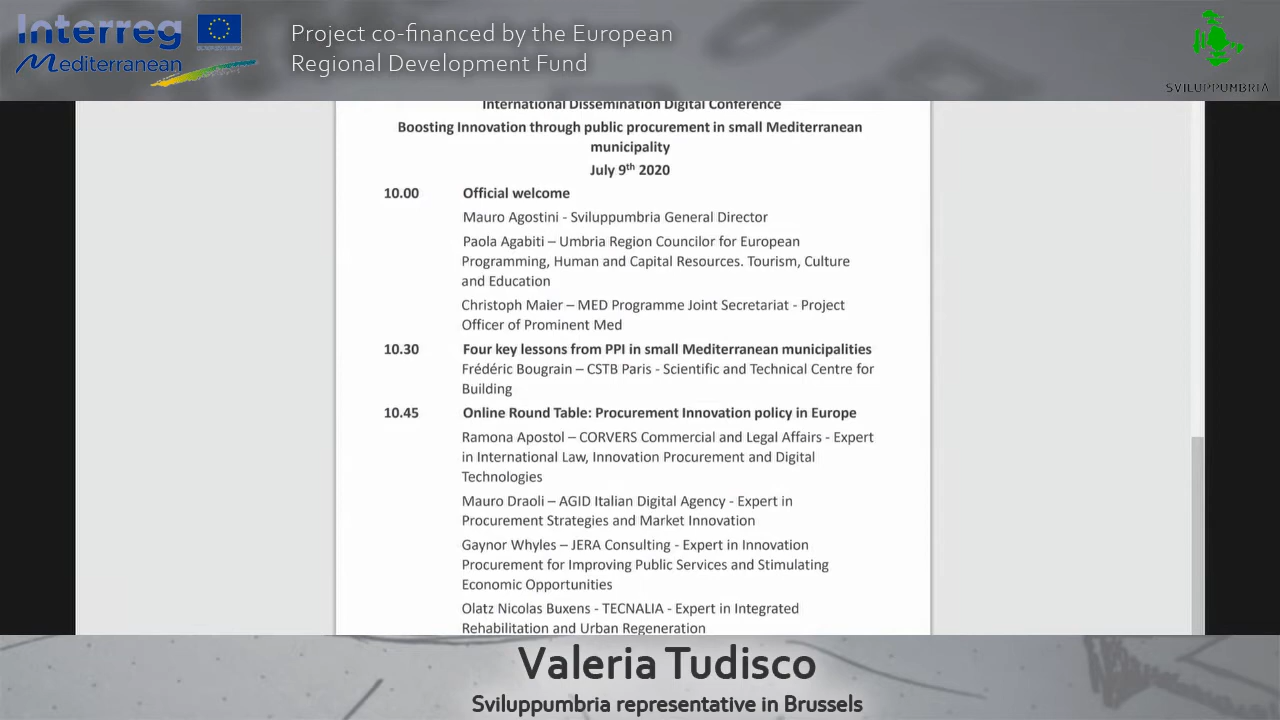 Interreg
EUROPEAN UNION
Mediterranean
Project co-financed by the European
Regional Development Fund
SVILUPPUMBRIA
International Dissemination Digital Conference
Boosting Innovation through public procurement in small Mediterranean
municipality
July 9th 2020
10.00 Official welcome
Mauro Agostini - Sviluppumbria General Director
Paola Agabiti – Umbria Region Councilor for European
Programming, Human and Capital Resources. Tourism, Culture
and Education
Christoph Maier – MED Programme Joint Secretariat - Project
Officer of Prominent Med
10.30 Four key lessons from PPI in small Mediterranean municipalities
Frédéric Bougrain – CSTB Paris - Scientific and Technical Centre for
Building
10.45 Online Round Table: Procurement Innovation policy in Europe
Ramona Apostol – CORVERS Commercial and Legal Affairs - Expert
in International Law, Innovation Procurement and Digital
Technologies
Mauro Draoli – AGID Italian Digital Agency - Expert in
Procurement Strategies and Market Innovation
Gaynor Whyles – JERA Consulting - Expert in Innovation
Procurement for Improving Public Services and Stimulating
Economic Opportunities
Olatz Nicolas Buxens - TECNALIA - Expert in Integrated
Rehabilitation and Urban Regeneration
Valeria Tudisco
Sviluppumbria representative in Brussels